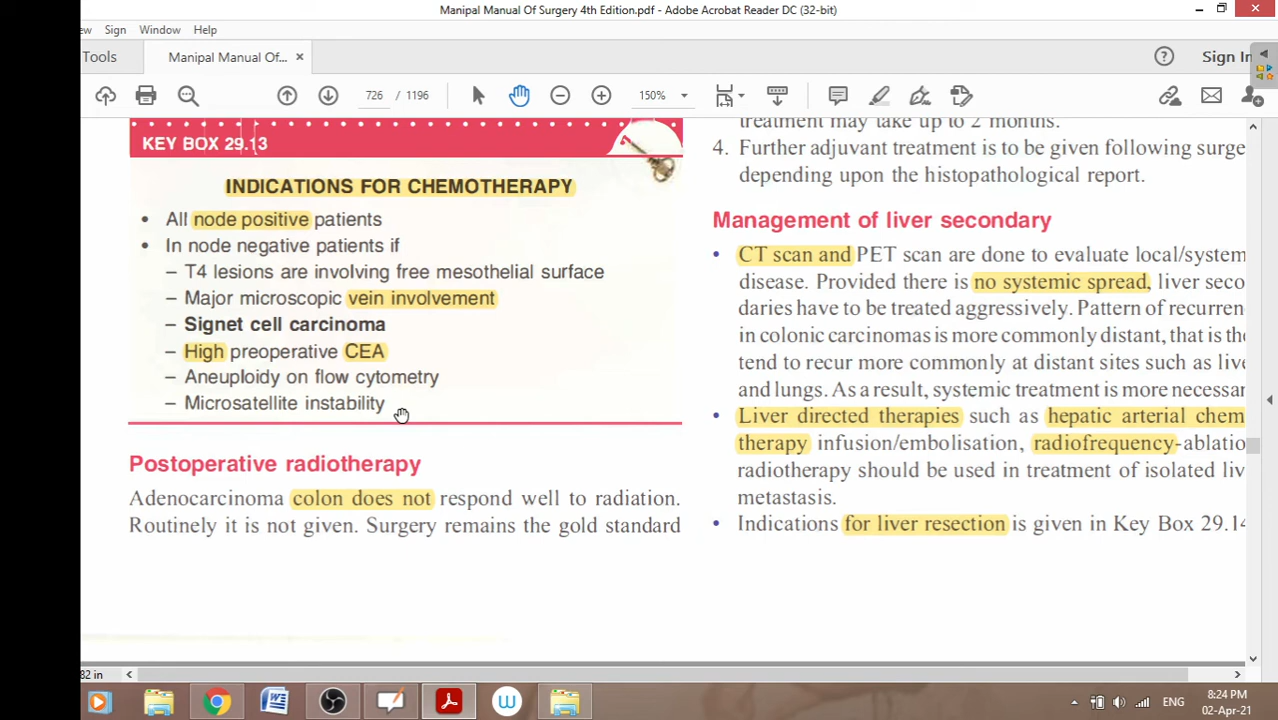 Manipal Manual Of Surgery 4th Edition.pdf - Adobe Acrobat Reader DC (32-bit)
ew Sign Window Help
Tools
Manipal Manual Of... ×
Sign In
726 / 1196
150%
KEY BOX 29.13
INDICATIONS FOR CHEMOTHERAPY
• All node positive patients
• In node negative patients if
– T4 lesions are involving free mesothelial surface
– Major microscopic vein involvement
– Signet cell carcinoma
– High preoperative CEA
– Aneuploidy on flow cytometry
– Microsatellite instability
Postoperative radiotherapy
Adenocarcinoma colon does not respond well to radiation.
Routinely it is not given. Surgery remains the gold standard
treatment may take up to 2 months.
4. Further adjuvant treatment is to be given following surge
depending upon the histopathological report.
Management of liver secondary
• CT scan and PET scan are done to evaluate local/system
disease. Provided there is no systemic spread, liver seco
daries have to be treated aggressively. Pattern of recurren
in colonic carcinomas is more commonly distant, that is the
tend to recur more commonly at distant sites such as live
and lungs. As a result, systemic treatment is more necessar
• Liver directed therapies such as hepatic arterial chem
therapy infusion/embolisation, radiofrequency-ablatio
radiotherapy should be used in treatment of isolated liv
metastasis.
• Indications for liver resection is given in Key Box 29.14
82 in
ENG
8:24 PM
02-Apr-21